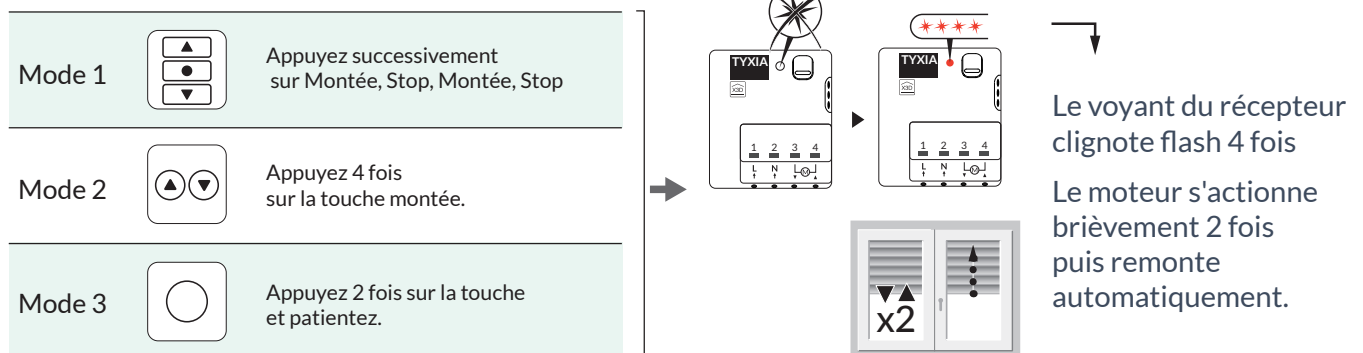 Mode 1
Appuyez successivement
sur Montée, Stop, Montée, Stop
Mode 2
Appuyez 4 fois
sur la touche montée.
Mode 3
Appuyez 2 fois sur la touche
et patientez.
TYXIA
X3D
1 2 3 4
L N M
TYXIA
X3D
1 2 3 4
L N M
x2
Le voyant du récepteur
clignote flash 4 fois
Le moteur s'actionne
brièvement 2 fois
puis remonte
automatiquement.